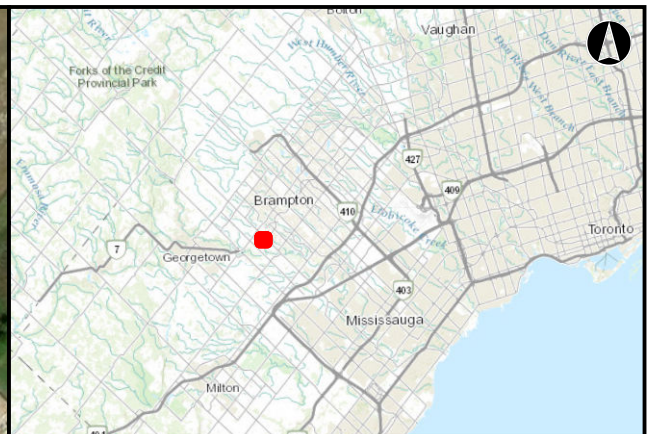 Bolton
Vaughan
West Humber River
Don River East Branch
Don River West Branch
Forks of the Credit
Provincial Park
427
409
Brampton
410
Etobicoke Creek
Toronto
7
Georgetown
403
Mississauga
Milton